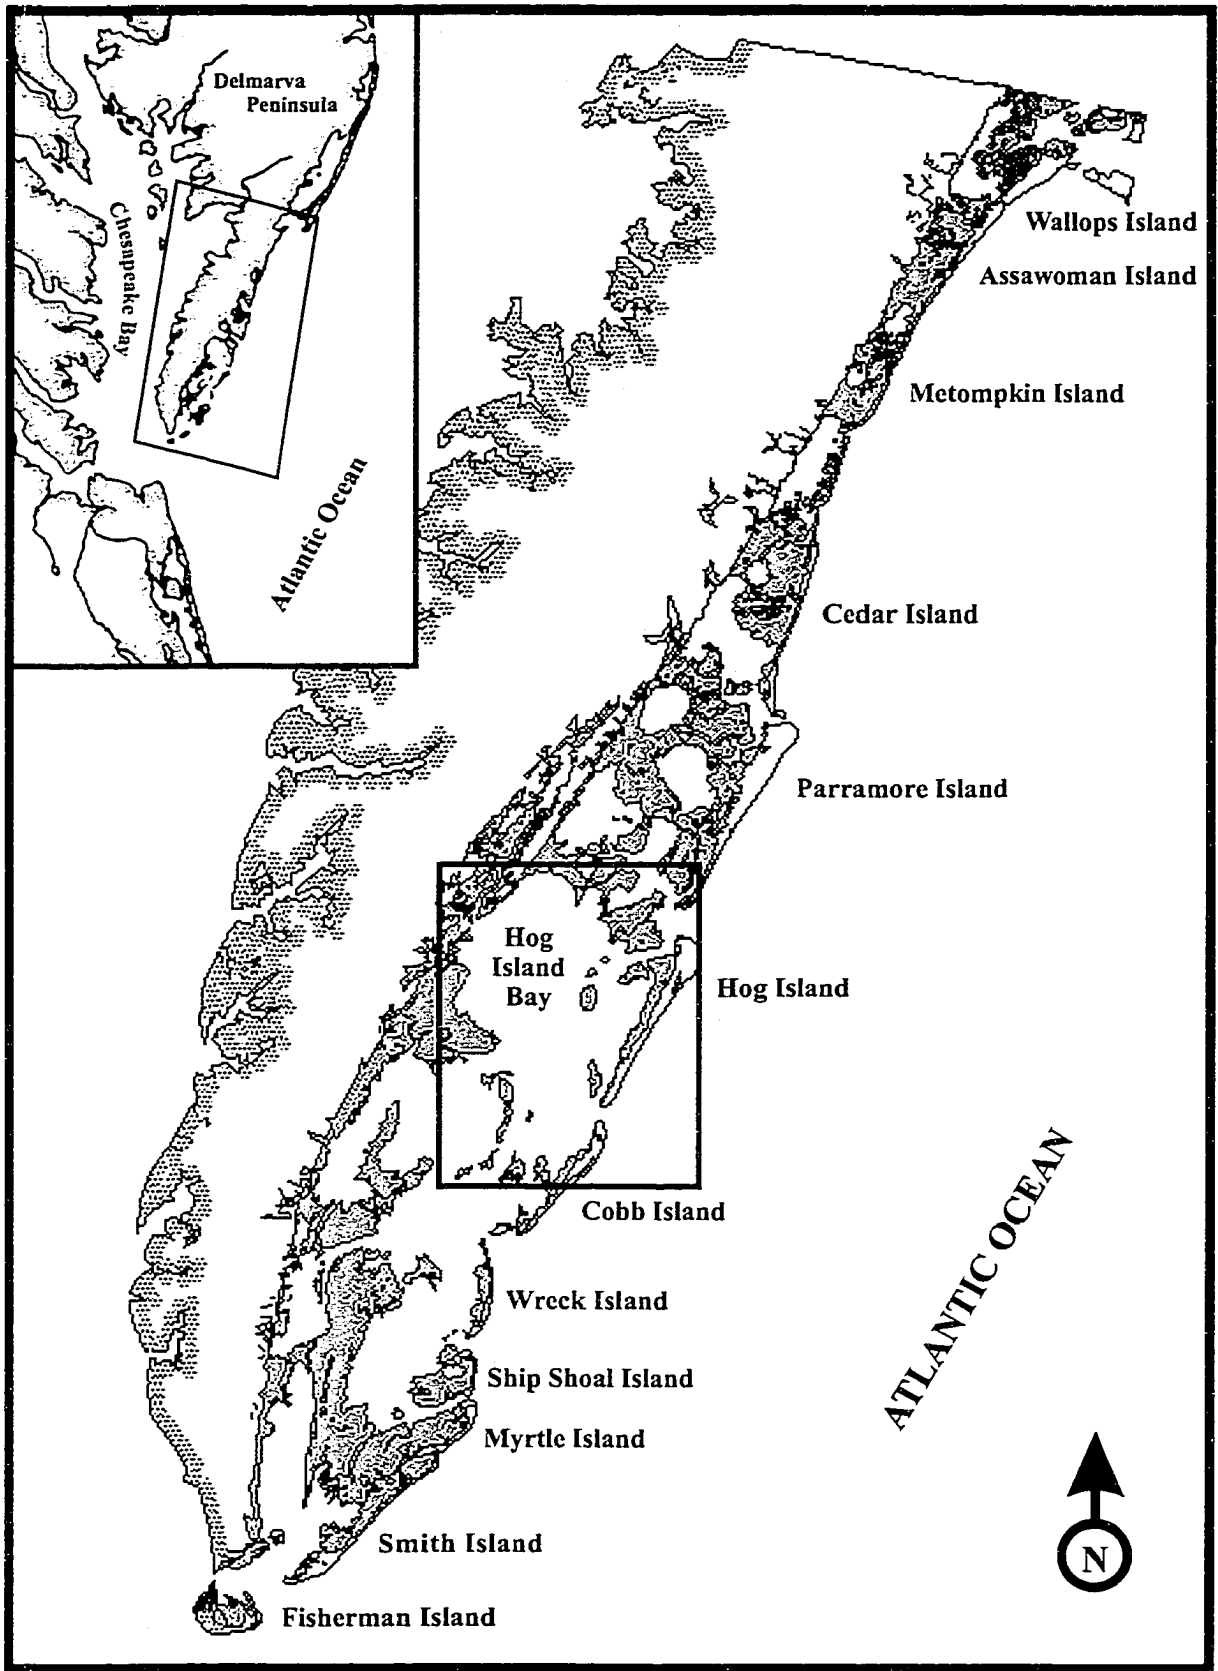 Delmarva
Peninsula
Chesapeake Bay
Atlantic Ocean
Wallops Island
Assawoman Island
Metompkin Island
Cedar Island
Parramore Island
Hog
Island
Bay
Hog Island
Cobb Island
Wreck Island
Ship Shoal Island
Myrtle Island
Smith Island
Fisherman Island
ATLANTIC OCEAN
N